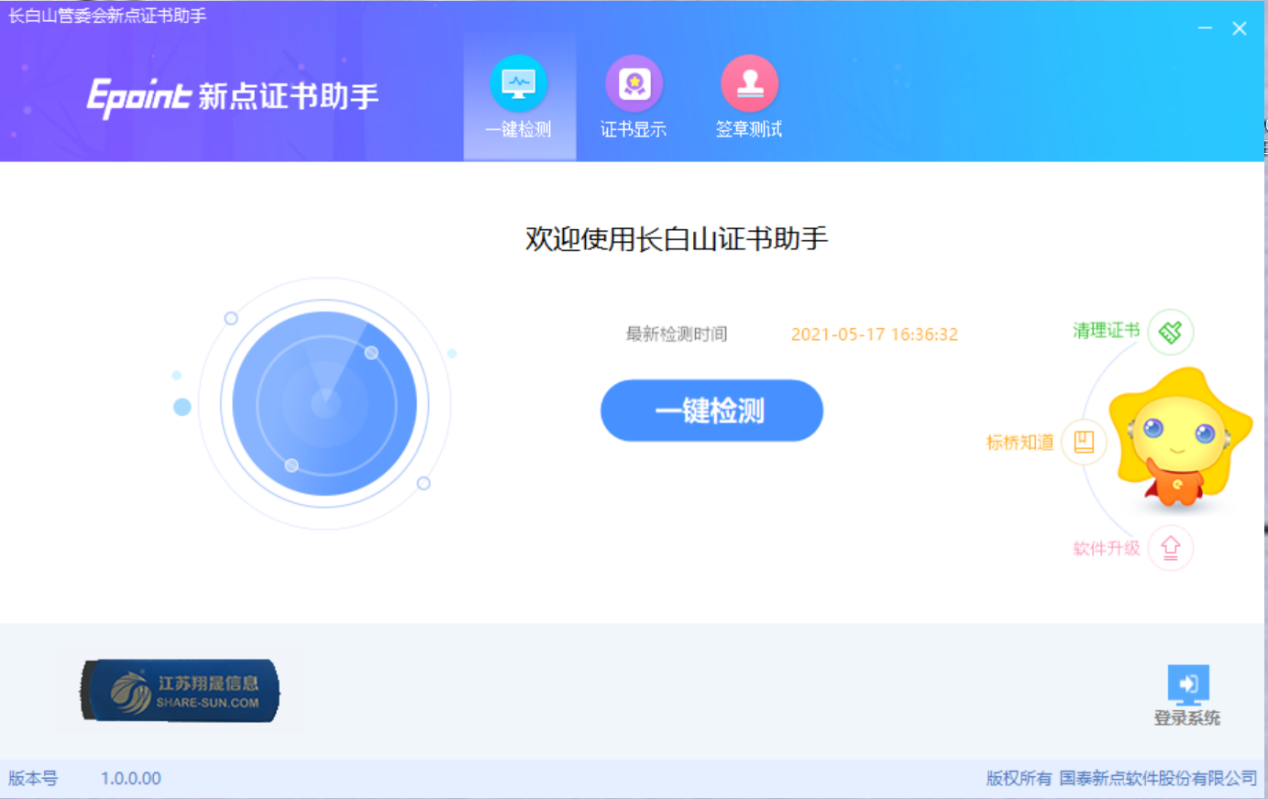 长白山管委会新点证书助手
Epoint 新点证书助手
一键检测 证书显示 签章测试
欢迎使用长白山证书助手
最新检测时间 2021-05-17 16:36:32
清理证书
一键检测
标桥知道
软件升级
江苏翔晟信息
SHARE-SUN.COM
登录系统
版本号 1.0.0.00 版权所有 国泰新点软件股份有限公司